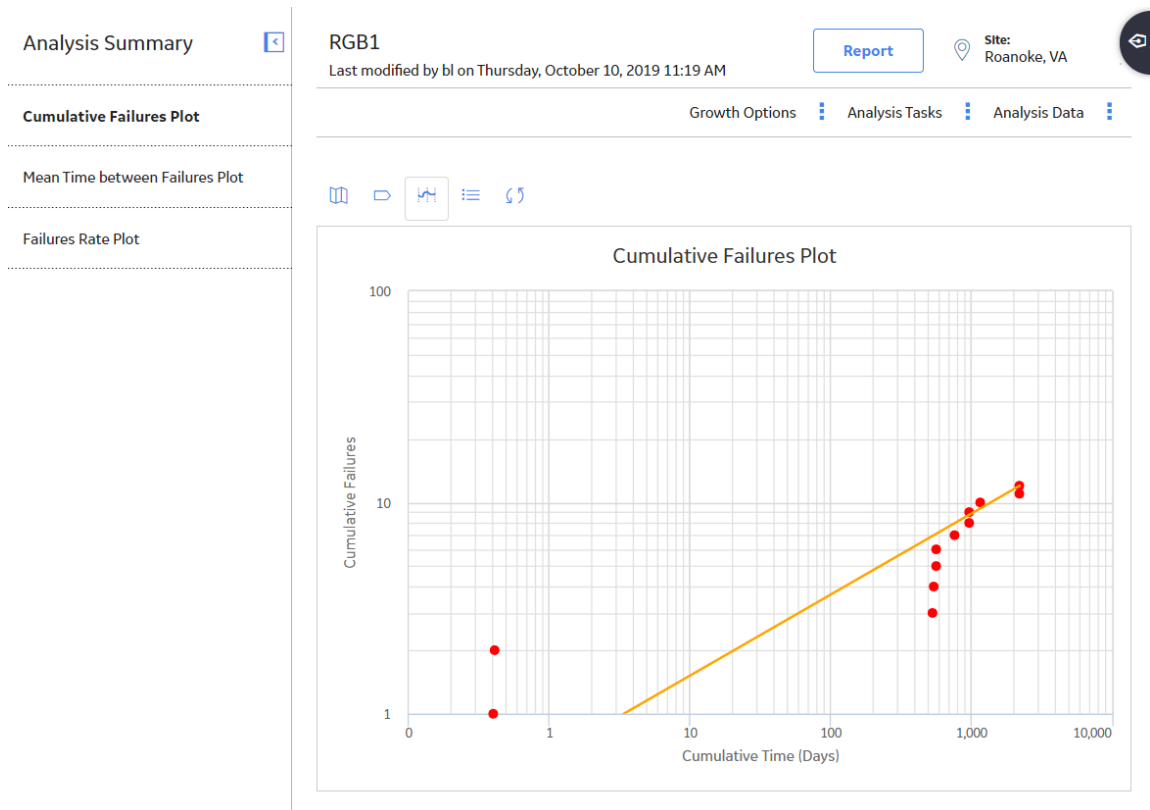 Analysis Summary
Cumulative Failures Plot
Mean Time between Failures Plot
Failures Rate Plot
RGB1
Last modified by bl on Thursday, October 10, 2019 11:19 AM
Report
Site:
Roanoke, VA
Growth Options
Analysis Tasks
Analysis Data
Cumulative Failures Plot
100
10
1
Cumulative Failures
0 1 10 100 1,000 10,000
Cumulative Time (Days)